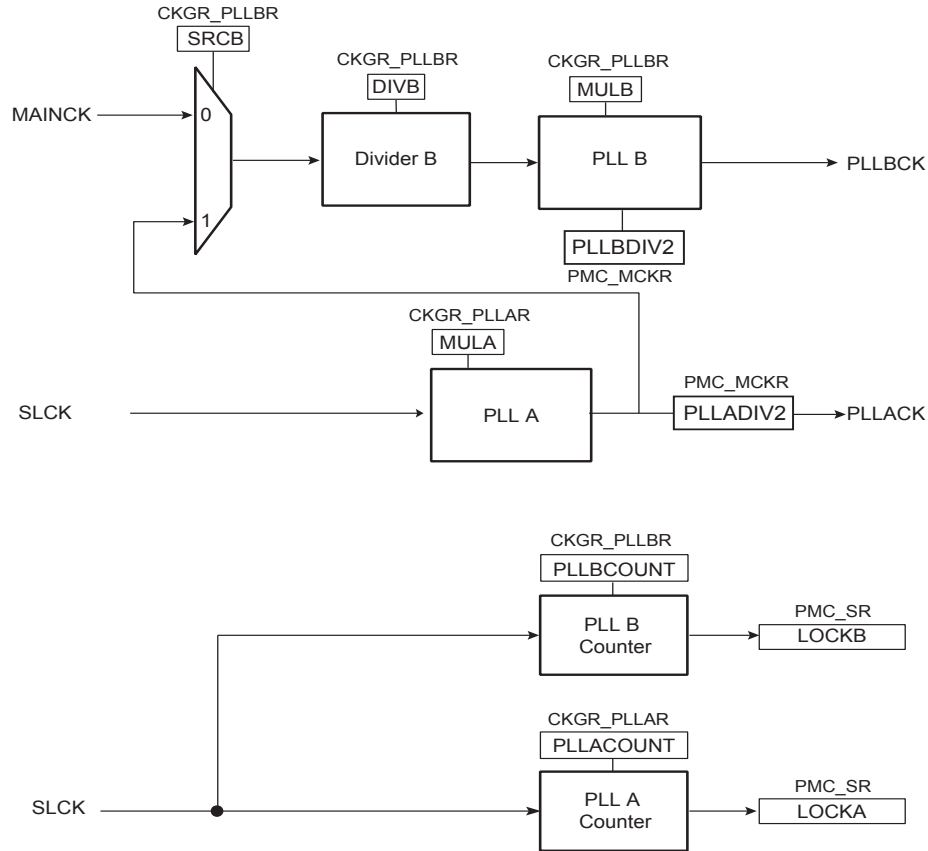 CKGR_PLLBR
SRCB
CKGR_PLLBR
DIVB
CKGR_PLLBR
MULB
MAINCK
0
Divider B
PLL B
PLLBCK
1
PLLBDIV2
PMC_MCKR
CKGR_PLLAR
MULA
PMC_MCKR
SLCK
PLL A
PLLADIV2
PLLACK
CKGR_PLLBR
PLLBCOUNT
PLL B
Counter
PMC_SR
LOCKB
CKGR_PLLAR
PLLACOUNT
SLCK
PLL A
Counter
PMC_SR
LOCKA